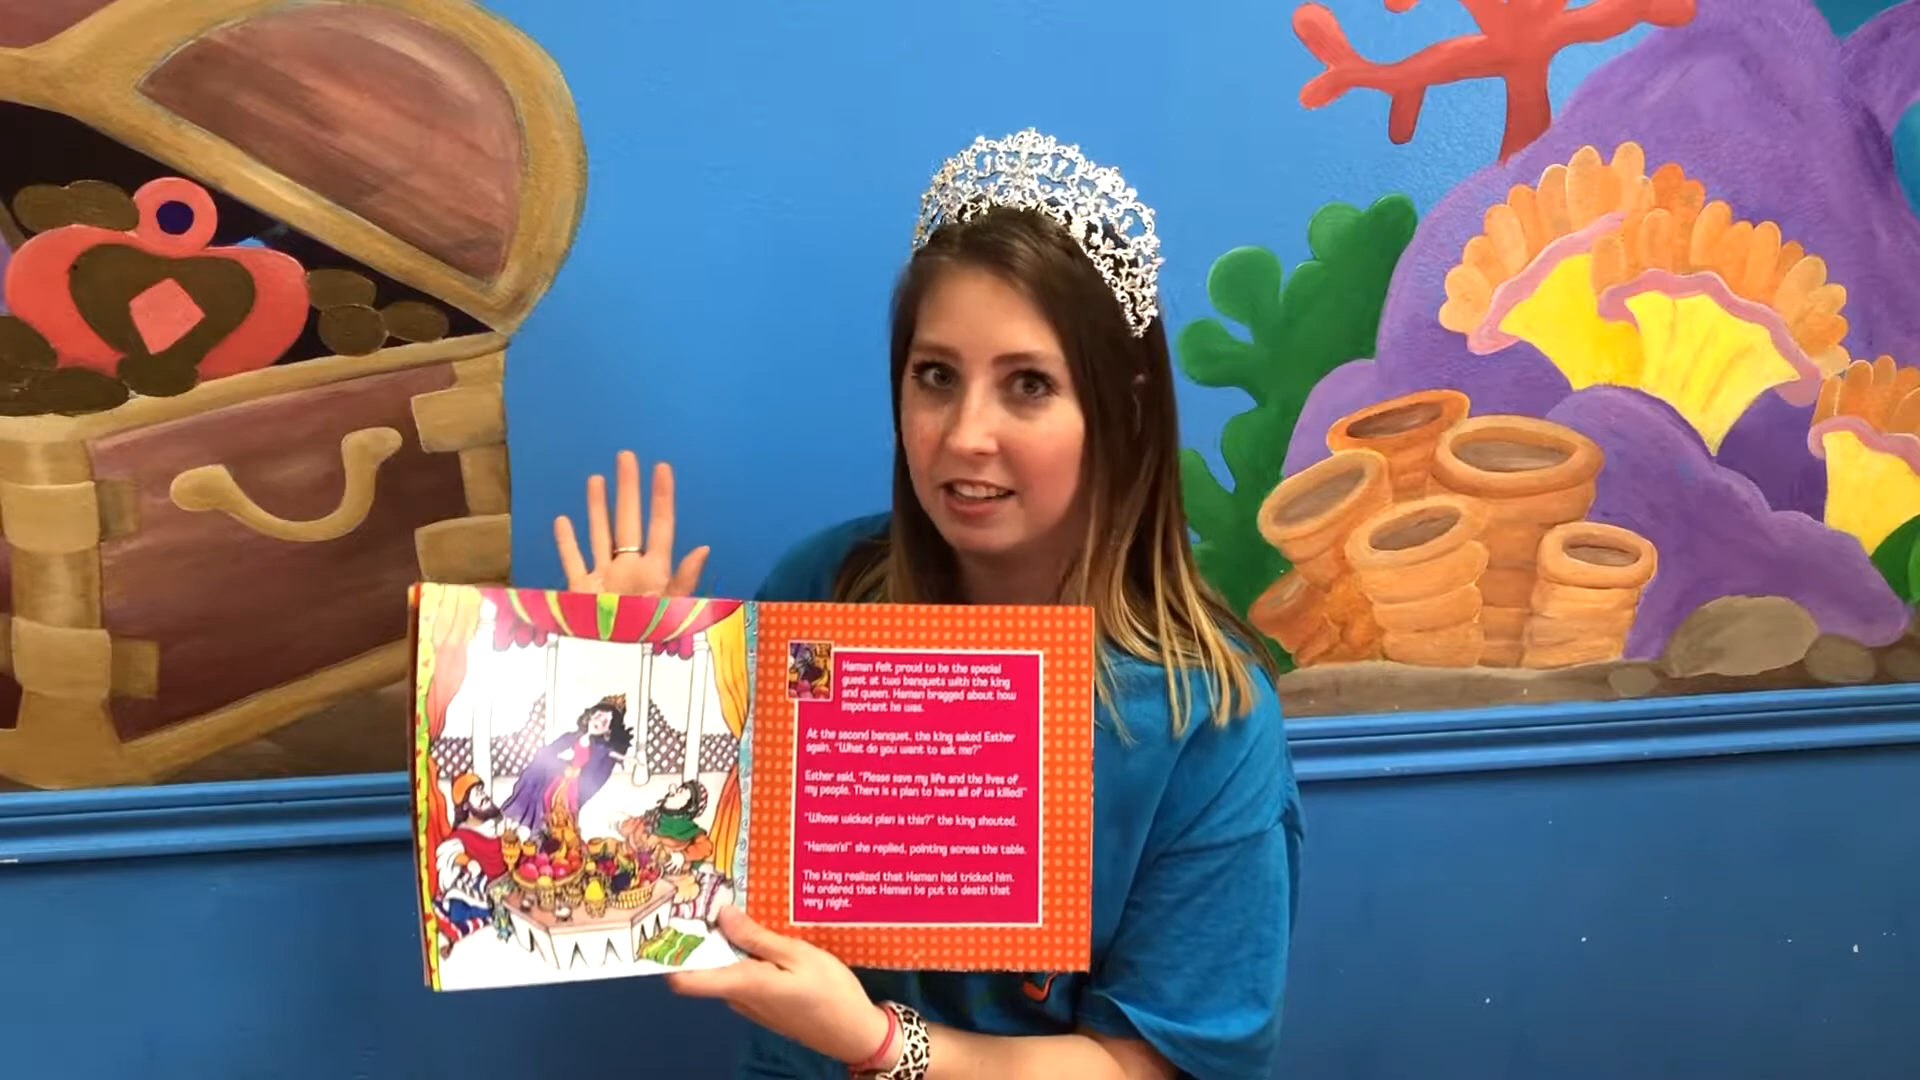 Haman felt proud to be the special
guest at two banquets with the king
and queen. Haman bragged about how
important he was.
At the second banquet, the king asked Esther
again, "What do you want to ask me?"
Esther said, "Please save my life and the lives of
my people. There is a plan to have all of us killed!"
"Whose wicked plan is this?" the king shouted.
"Haman's!" she replied, pointing across the table.
The king realized that Haman had tricked him.
He ordered that Haman be put to death that
very night.